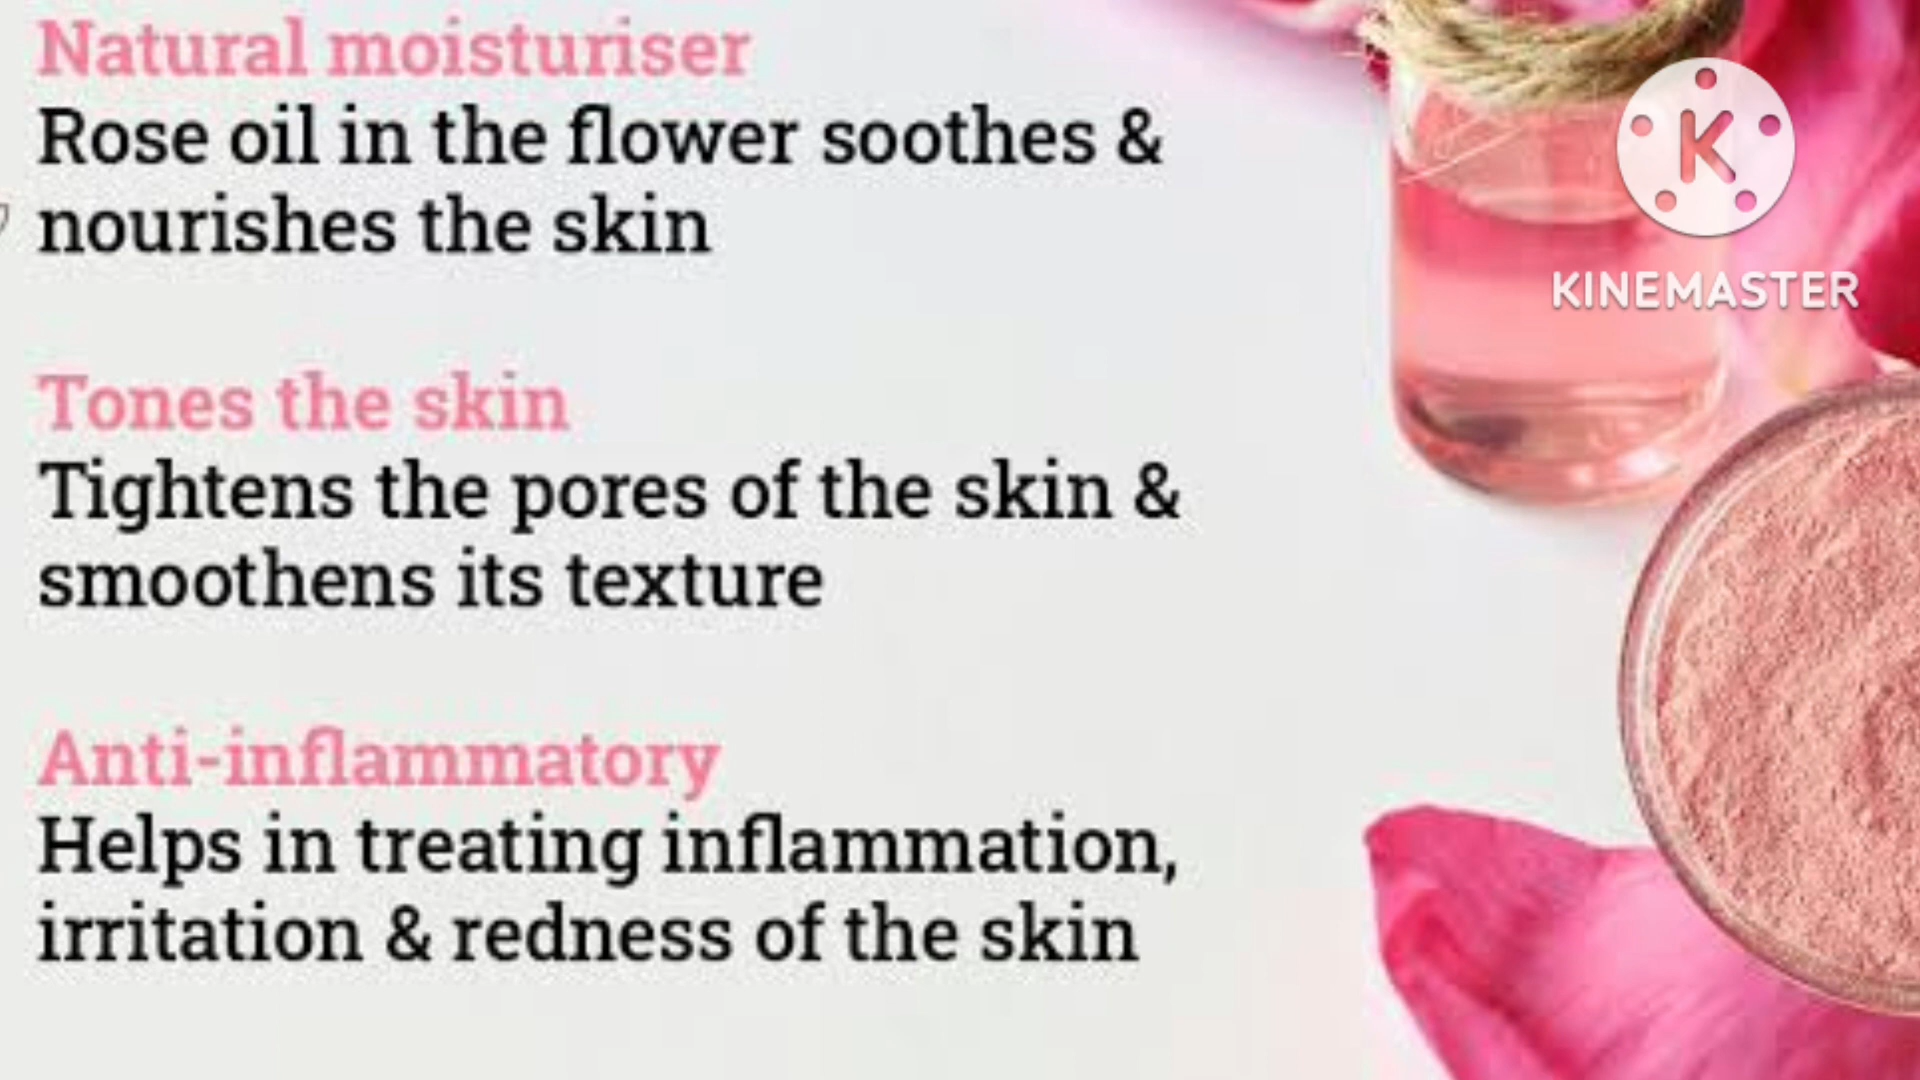 Natural moisturiser
Rose oil in the flower soothes &
nourishes the skin
Tones the skin
Tightens the pores of the skin &
smoothens its texture
Anti-inflammatory
Helps in treating inflammation,
irritation & redness of the skin
K
KINEMASTER